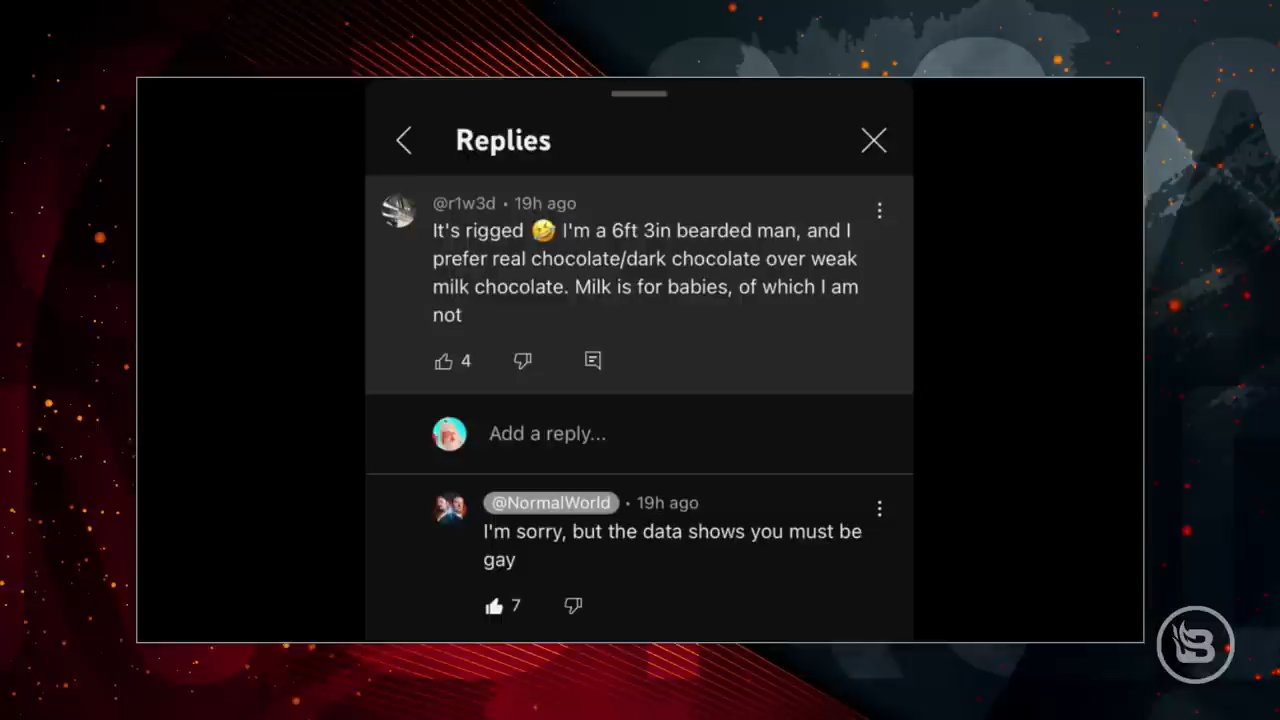 Replies
@r1w3d • 19h ago
It's rigged 🤣 I'm a 6ft 3in bearded man, and I
prefer real chocolate/dark chocolate over weak
milk chocolate. Milk is for babies, of which I am
not
4
Add a reply...
@NormalWorld • 19h ago
I'm sorry, but the data shows you must be
gay
7
B